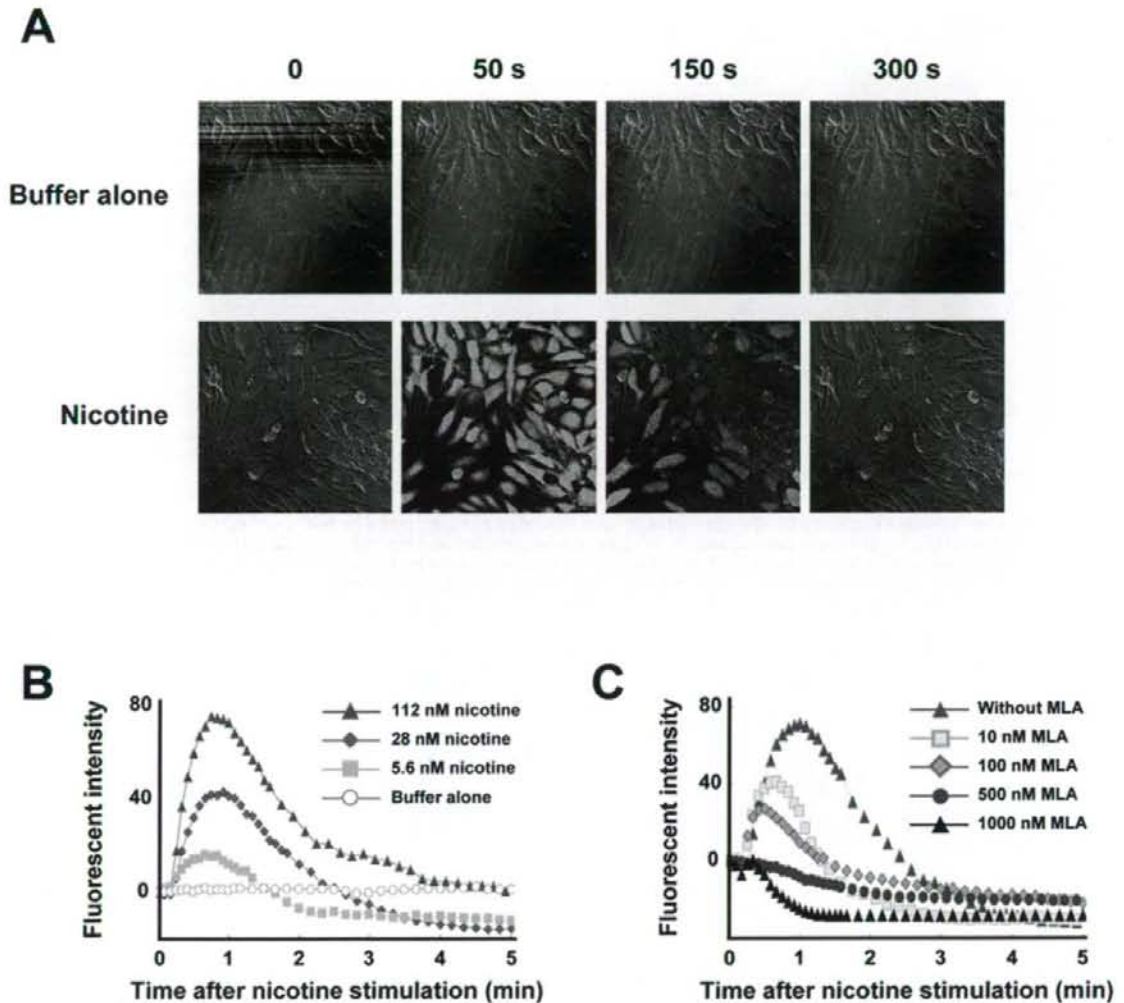 A
0 50 s 150 s 300 s
Buffer alone
Nicotine
B
Fluorescent intensity
80
40
0
112 nM nicotine
28 nM nicotine
5.6 nM nicotine
Buffer alone
0 1 2 3 4 5
Time after nicotine stimulation (min)
C
Fluorescent intensity
80
40
0
Without MLA
10 nM MLA
100 nM MLA
500 nM MLA
1000 nM MLA
0 1 2 3 4 5
Time after nicotine stimulation (min)